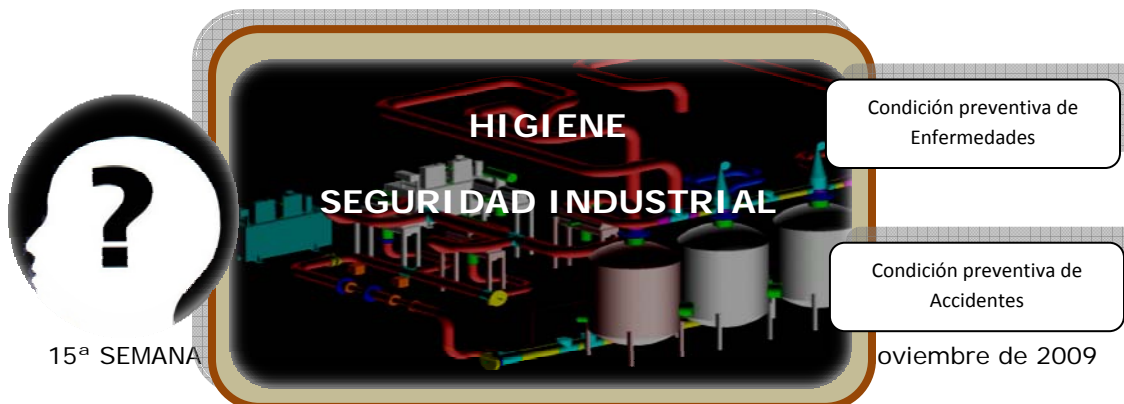 HIGIENE
Condición preventiva de
Enfermedades
?
SEGURIDAD INDUSTRIAL
Condición preventiva de
Accidentes
15ª SEMANA
oviembre de 2009